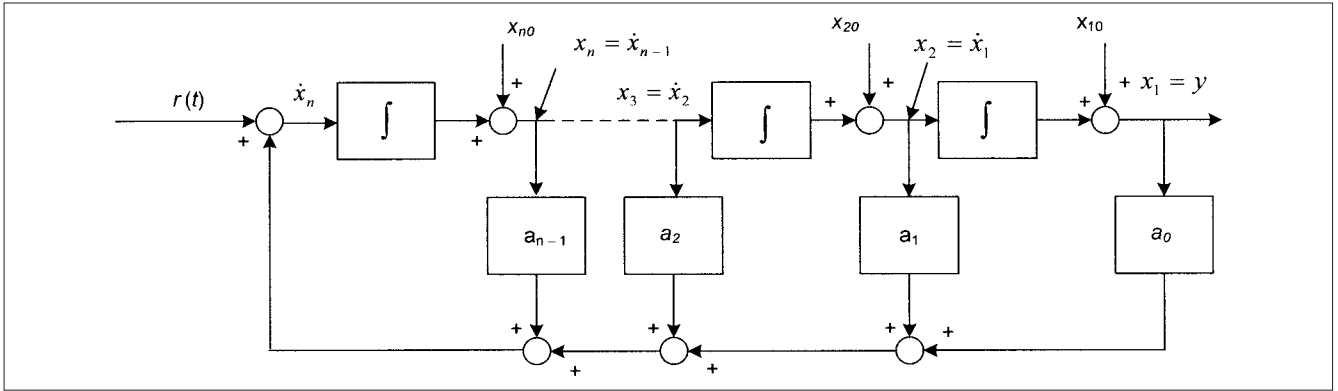 x_{n0}
x_n = ẋ_{n-1}
x_{20}
x_2 = ẋ_1
x_{10}
r(t)
ẋ_n
+
x_3 = ẋ_2
+
+
+
x_1 = y
+
∫
+
+
∫
∫
+
a_{n-1}
a_2
a_1
a_0
+
+
+
+
+
+
+